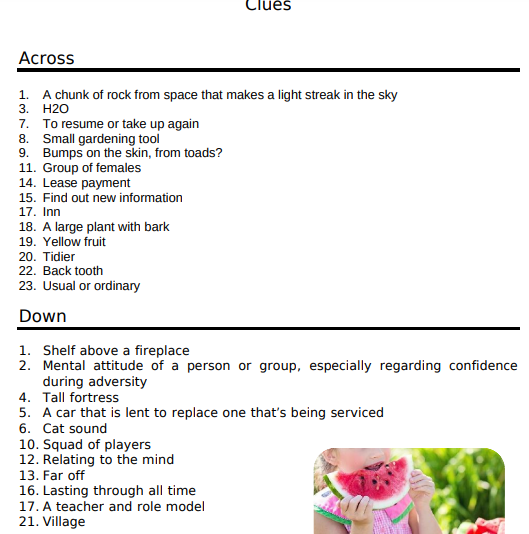 Clues
Across
1. A chunk of rock from space that makes a light streak in the sky
3. H2O
7. To resume or take up again
8. Small gardening tool
9. Bumps on the skin, from toads?
11. Group of females
14. Lease payment
15. Find out new information
17. Inn
18. A large plant with bark
19. Yellow fruit
20. Tidier
22. Back tooth
23. Usual or ordinary
Down
1. Shelf above a fireplace
2. Mental attitude of a person or group, especially regarding confidence
during adversity
4. Tall fortress
5. A car that is lent to replace one that's being serviced
6. Cat sound
10. Squad of players
12. Relating to the mind
13. Far off
16. Lasting through all time
17. A teacher and role model
21. Village